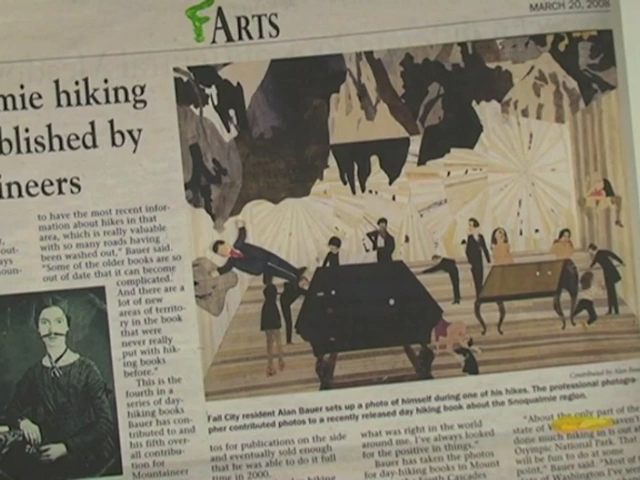 MARCH 20, 2008
FARTS
mie hiking
blished by
ineers
to have the most recent infor-
mation about hikes in that
area, which is really valuable
with so many roads having
been washed out," Bauer said.
"Some of the older books are so
out of date that it can become
complicated.
And there are a
lot of new
areas of territo-
ry in the book
that were
never really
put with hik-
ing books
before."
This is the
fourth in a
series of day-
hiking books
Bauer has con-
tributed to and
his fifth over-
all contribu-
tion for
Mountaineer
Contributed by Alan
Fall City resident Alan Bauer sets up a photo of himself during one of his hikes. The professional photogra-
pher contributed photos to a recently released day hiking book about the Snoqualmie region.
tos for publications on the side
and eventually sold enough
that he was able to do it full
time in 2000.
what was right in the world
around me. I've always looked
for the positive in things."
Bauer has taken the photos
for day-hiking books in Mount
"About the only part of the
state of haven't
done much hiking in is out at
Olympic National Park. That
will be fun to do at some
point," Bauer said. "Most of